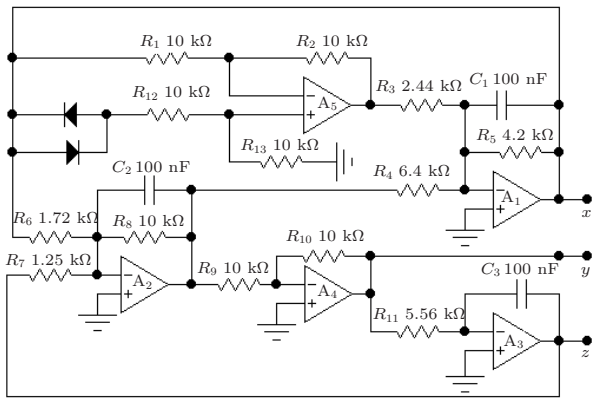 R1 10 kΩ
R2 10 kΩ
R3 2.44 kΩ
C1 100 nF
R12 10 kΩ
−
+
A5
R5 4.2 kΩ
R13 10 kΩ
C2 100 nF
R4 6.4 kΩ
−
+
A1
x
R6 1.72 kΩ
R8 10 kΩ
R10 10 kΩ
R7 1.25 kΩ
R9 10 kΩ
−
+
A2
−
+
A4
C3 100 nF
y
R11 5.56 kΩ
−
+
A3
z